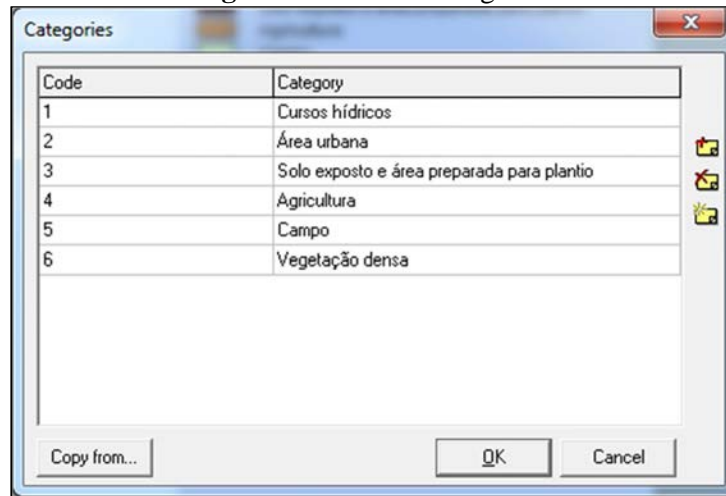 Categories
Code Category
1 Cursos hídricos
2 Área urbana
3 Solo exposto e área preparada para plantio
4 Agricultura
5 Campo
6 Vegetação densa
Copy from... OK Cancel